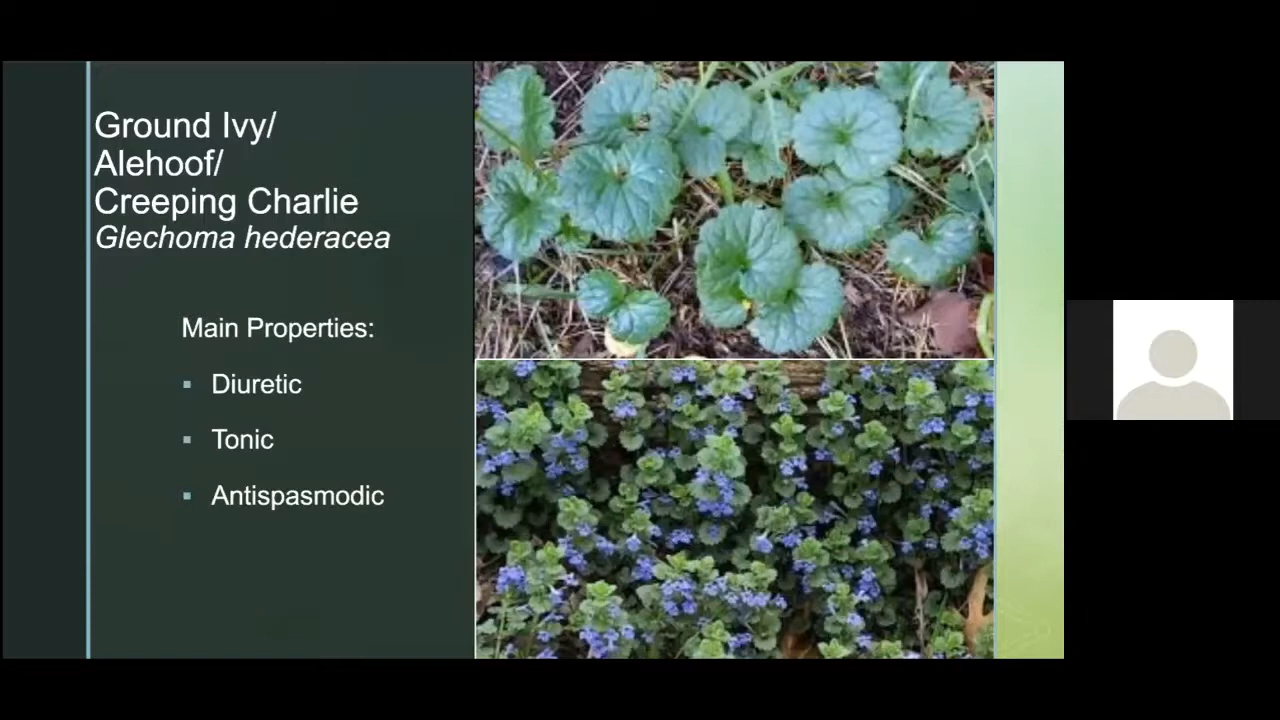 Ground Ivy/
Alehoof/
Creeping Charlie
Glechoma hederacea
Main Properties:
▪ Diuretic
▪ Tonic
▪ Antispasmodic